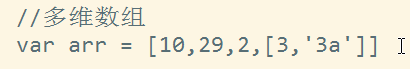 //多维数组
var arr = [10,29,2,[3,'3a']]